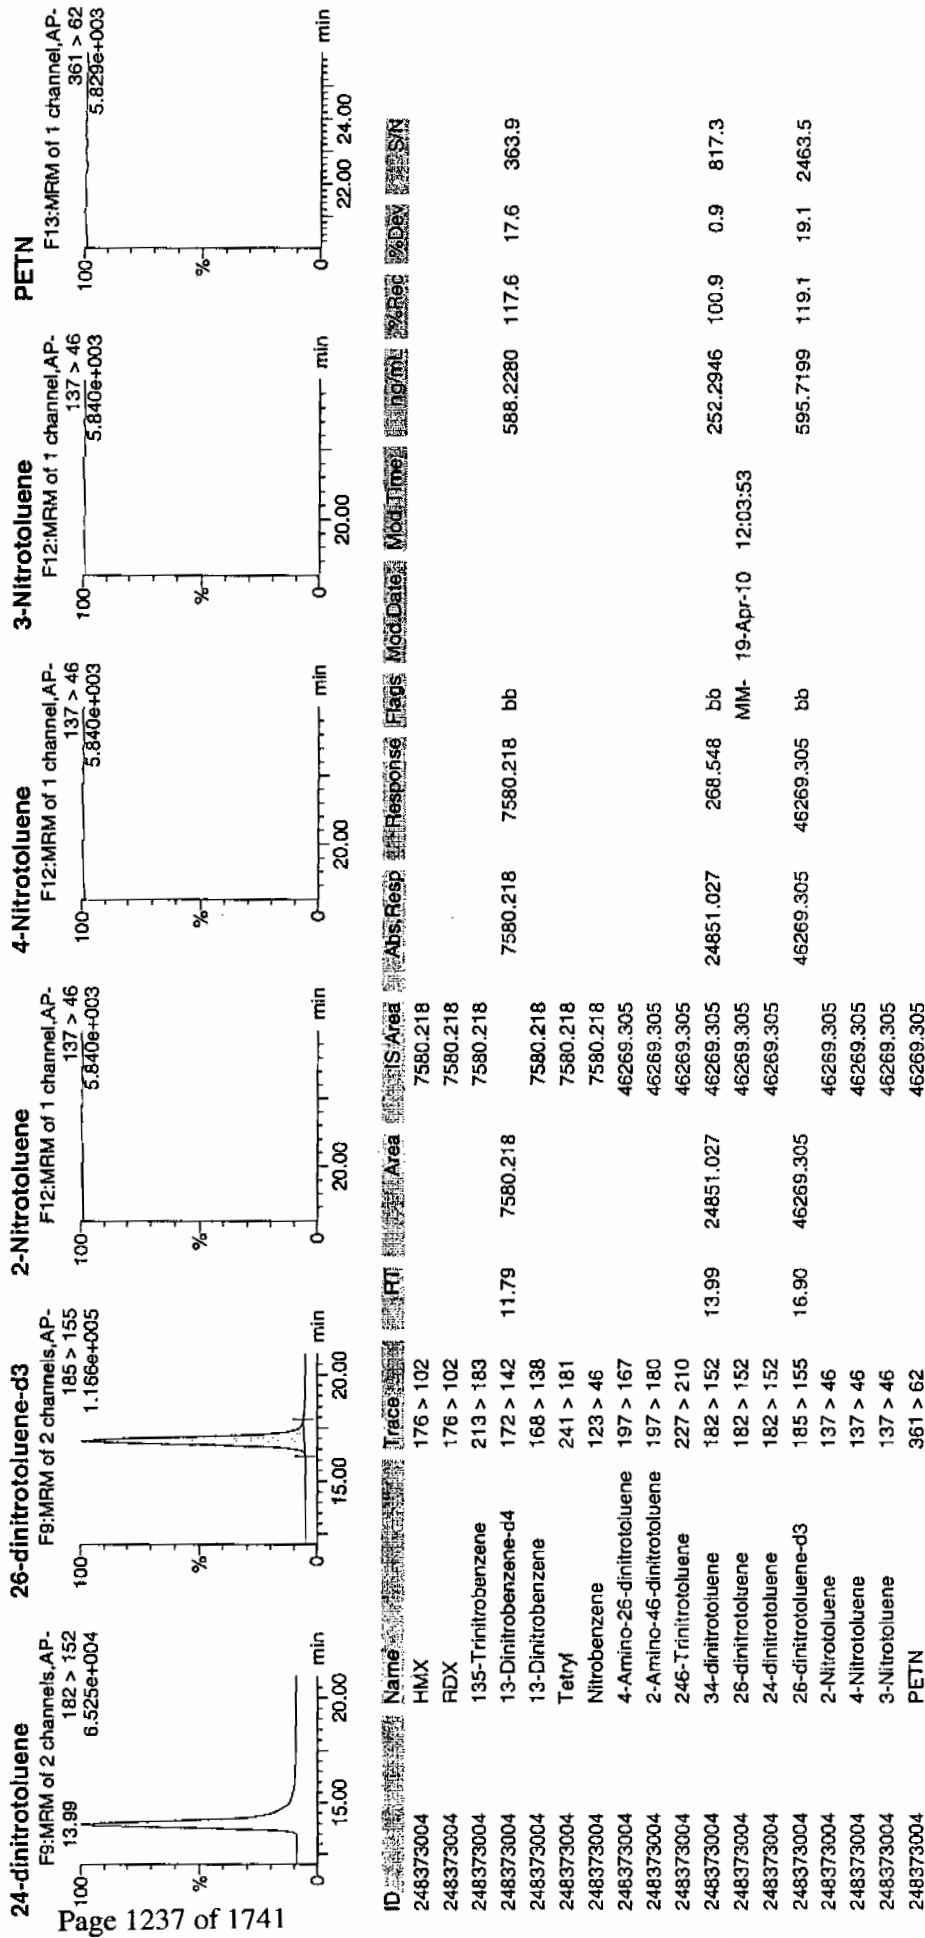 24-dinitrotoluene
F9:MRM of 2 channels,AP-
13.99 182 > 152
6.525e+004
100
%
0
15.00 20.00 min
26-dinitrotoluene-d3
F9:MRM of 2 channels,AP-
185 > 155
1.166e+005
100
%
0
15.00 20.00 min
2-Nitrotoluene
F12:MRM of 1 channel,AP-
137 > 46
5.840e+003
100
%
0
20.00 min
4-Nitrotoluene
F12:MRM of 1 channel,AP-
137 > 46
5.840e+003
100
%
0
20.00 min
3-Nitrotoluene
F12:MRM of 1 channel,AP-
137 > 46
5.840e+003
100
%
0
20.00 min
PETN
F13:MRM of 1 channel,AP-
361 > 62
5.829e+003
100
%
0
22.00 24.00 min
ID Name Trace RT Area IS Area Abs.Resp Response Flags Mod.Date Mod.Time ng/mL %Rec %Dev S/N
248373004 HMX 176 > 102 7580.218
248373004 RDX 176 > 102 7580.218
248373004 135-Trinitrobenzene 213 > 183 7580.218
248373004 13-Dinitrobenzene-d4 172 > 142 11.79 7580.218 7580.218 7580.218 bb 588.2280 117.6 17.6 363.9
248373004 13-Dinitrobenzene 168 > 138 7580.218
248373004 Tetryl 241 > 181 7580.218
248373004 Nitrobenzene 123 > 46 7580.218
248373004 4-Amino-26-dinitrotoluene 197 > 167 46269.305
248373004 2-Amino-46-dinitrotoluene 197 > 180 46269.305
248373004 246-Trinitrotoluene 227 > 210 46269.305
248373004 34-dinitrotoluene 182 > 152 13.99 24851.027 46269.305 24851.027 268.548 bb 252.2946 100.9 0.9 817.3
248373004 26-dinitrotoluene 182 > 152 46269.305 MM- 19-Apr-10 12:03:53
248373004 24-dinitrotoluene 182 > 152 46269.305
248373004 26-dinitrotoluene-d3 185 > 155 16.90 46269.305 46269.305 46269.305 bb 595.7199 119.1 19.1 2463.5
248373004 2-Nitrotoluene 137 > 46 46269.305
248373004 4-Nitrotoluene 137 > 46 46269.305
248373004 3-Nitrotoluene 137 > 46 46269.305
248373004 PETN 361 > 62 46269.305
Page 1237 of 1741